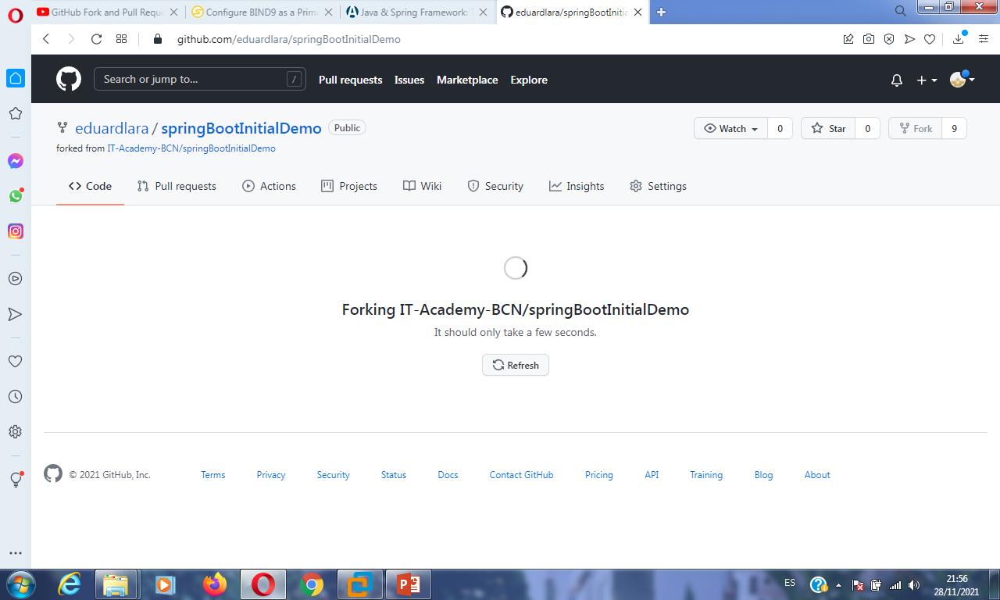 GitHub Fork and Pull Reque
Configure BIND9 as a Prima
Java & Spring Framework: T
eduardlara/springBootInitia
github.com/eduardlara/springBootInitialDemo
Search or jump to... /
Pull requests Issues Marketplace Explore
eduardlara / springBootInitialDemo Public
Watch 0 Star 0 Fork 9
forked from IT-Academy-BCN/springBootInitialDemo
Code Pull requests Actions Projects Wiki Security Insights Settings
Forking IT-Academy-BCN/springBootInitialDemo
It should only take a few seconds.
Refresh
© 2021 GitHub, Inc. Terms Privacy Security Status Docs Contact GitHub Pricing API Training Blog About
ES
21:56
28/11/2021